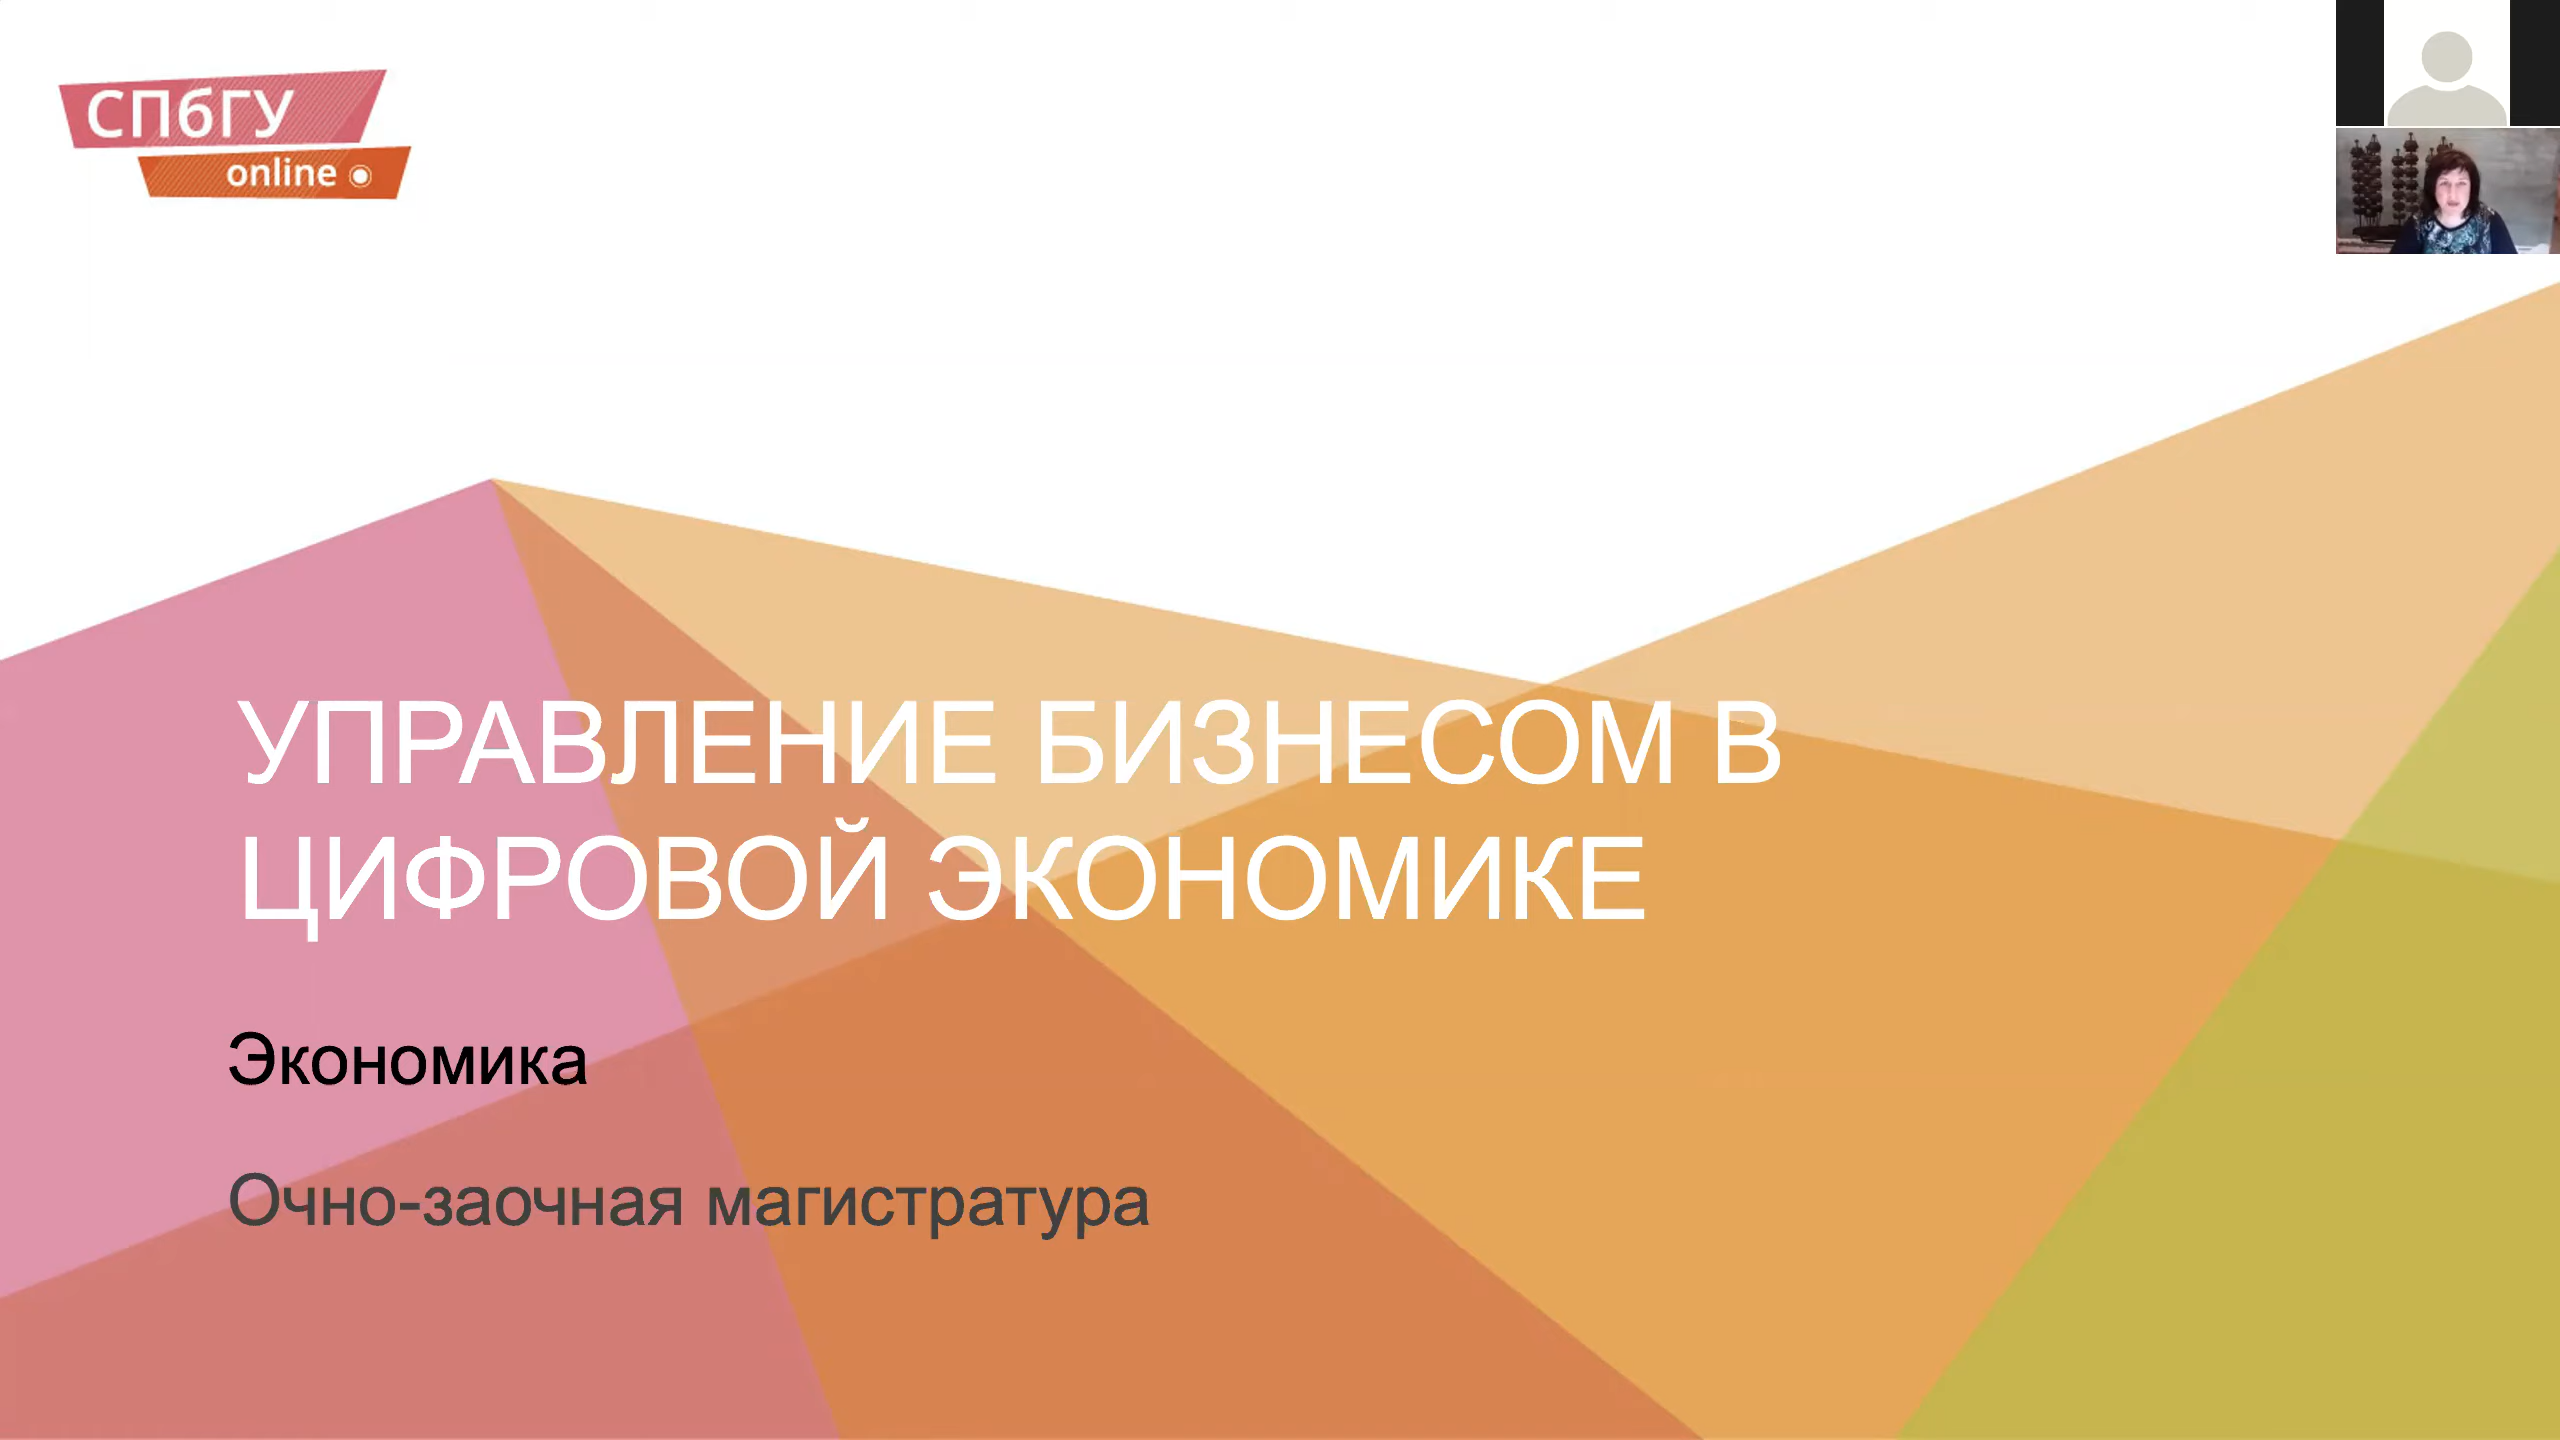 СПбГУ
online
УПРАВЛЕНИЕ БИЗНЕСОМ В
ЦИФРОВОЙ ЭКОНОМИКЕ
Экономика
Очно-заочная магистратура